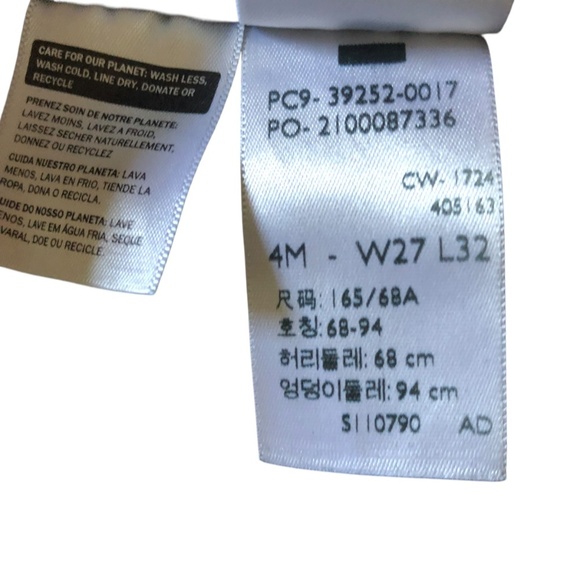 CARE FOR OUR PLANET: WASH LESS,
WASH COLD, LINE DRY, DONATE OR
RECYCLE
PRENEZ SOIN DE NOTRE PLANETE:
LAVEZ MOINS, LAVEZ A FROID,
LAISSEZ SECHER NATURELLEMENT,
DONNEZ OU RECYCLEZ
CUIDA NUESTRO PLANETA: LAVA
MENOS, LAVA EN FRIO, TIENDE LA
ROPA, DONA O RECICLA.
UIDE DO NOSSO PLANETA: LAVE
ENOS, LAVE EM ÁGUA FRIA, SEQUE
VARAL, DOE OU RECICLE.
PC9- 39252-0017
PO- 2100087336
CW- 1724
405163
4M - W27 L32
尺码: 165/68A
호칭: 68-94
허리둘레: 68 cm
엉덩이둘레: 94 cm
S110790 AD